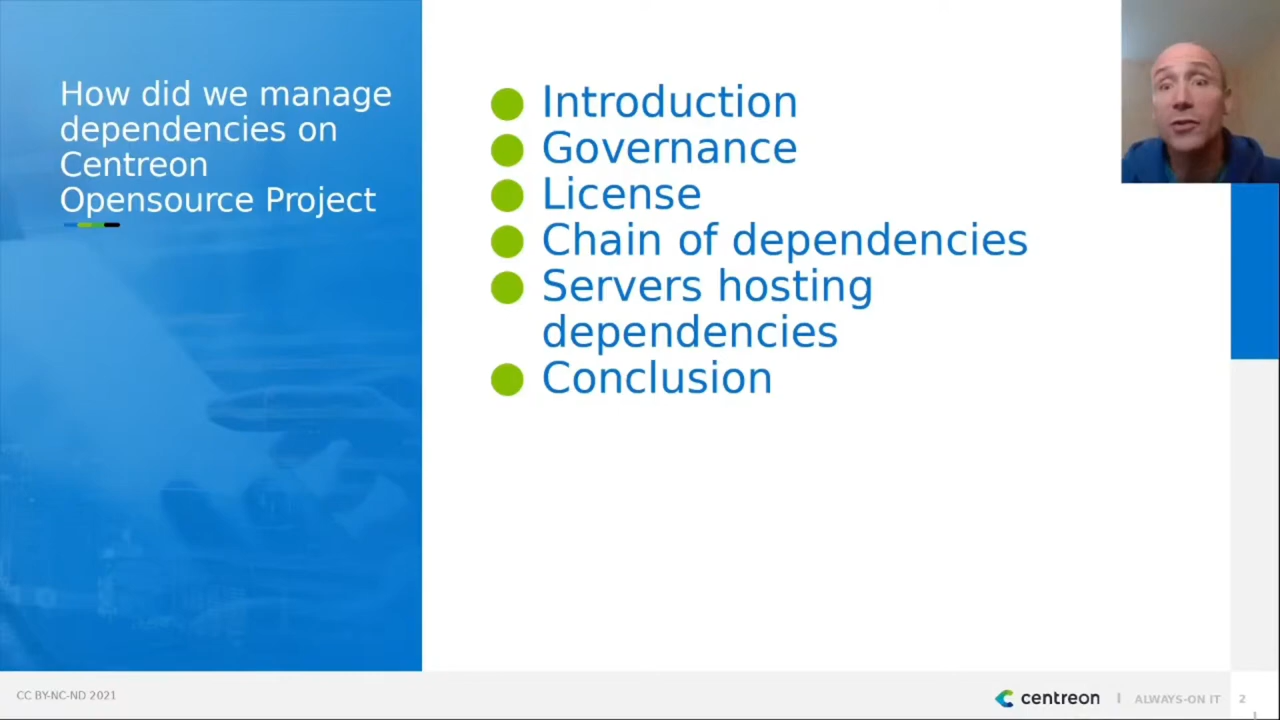 How did we manage
dependencies on
Centreon
Opensource Project
Introduction
Governance
License
Chain of dependencies
Servers hosting
dependencies
Conclusion
CC BY-NC-ND 2021
centreon
ALWAYS-ON IT
2